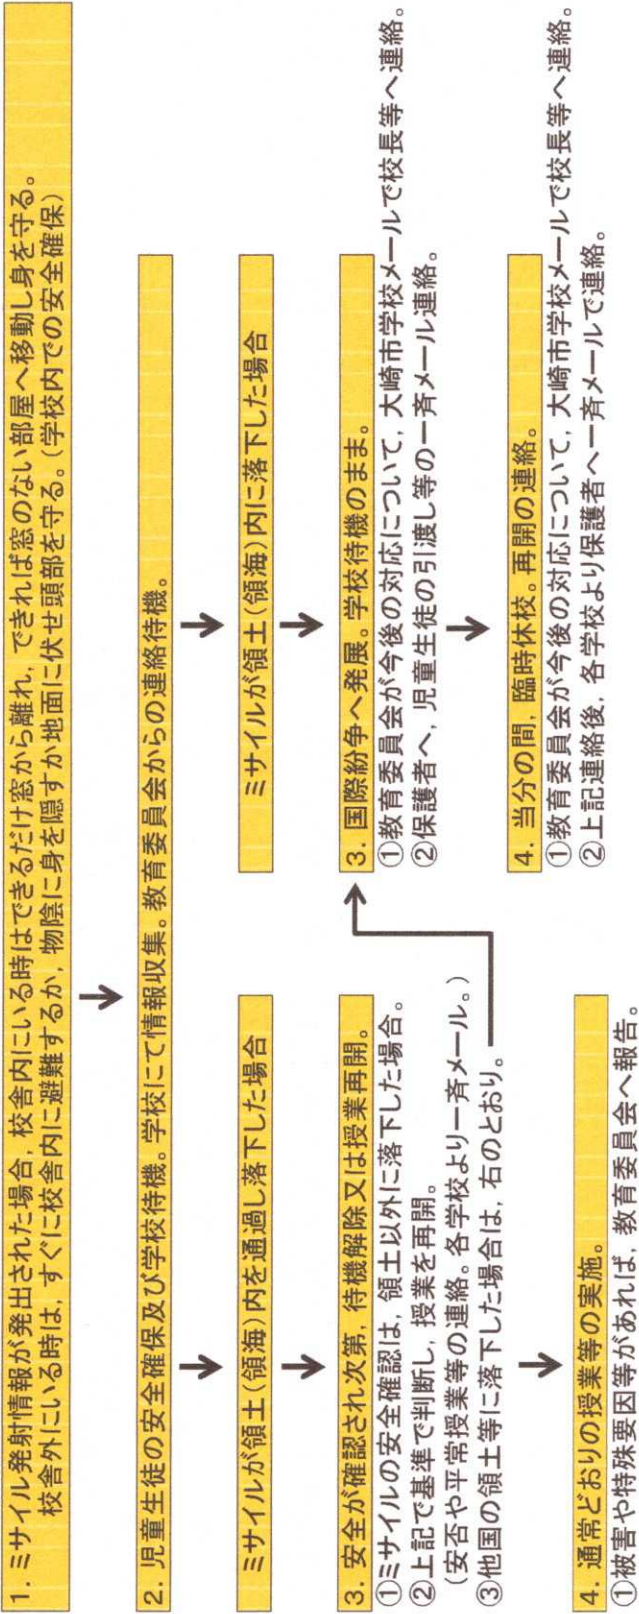 1. ミサイル発射情報が発出された場合, 校舎内にいる時はできるだけ窓から離れ, できれば窓のない部屋へ移動し身を守る。
校舎外にいる時は, すぐに校舎内に避難するか, 物陰に身を隠すか地面に伏せ頭部を守る。(学校内での安全確保)
2. 児童生徒の安全確保及び学校待機。学校にて情報収集。教育委員会からの連絡待機。
ミサイルが領土(領海)内を通過し落下した場合
3. 安全が確認され次第, 待機解除又は授業再開。
①ミサイルの安全確認は, 領土以外に落下した場合。
②上記で基準で判断し, 授業を再開。
(安否や平常授業等の連絡。各学校より一斉メール。)
③他国の領土等に落下した場合は, 右のとおり。
4. 通常どおりの授業等の実施。
①被害や特殊要因等があれば, 教育委員会へ報告。
ミサイルが領土(領海)内に落下した場合
3. 国際紛争へ発展。学校待機のまま。
①教育委員会が今後の対応について, 大崎市学校メールで校長等へ連絡。
②保護者へ, 児童生徒の引渡し等の一斉メール連絡。
4. 当分の間, 臨時休校。再開の連絡。
①教育委員会が今後の対応について, 大崎市学校メールで校長等へ連絡。
②上記連絡後, 各学校より保護者へ一斉メールで連絡。